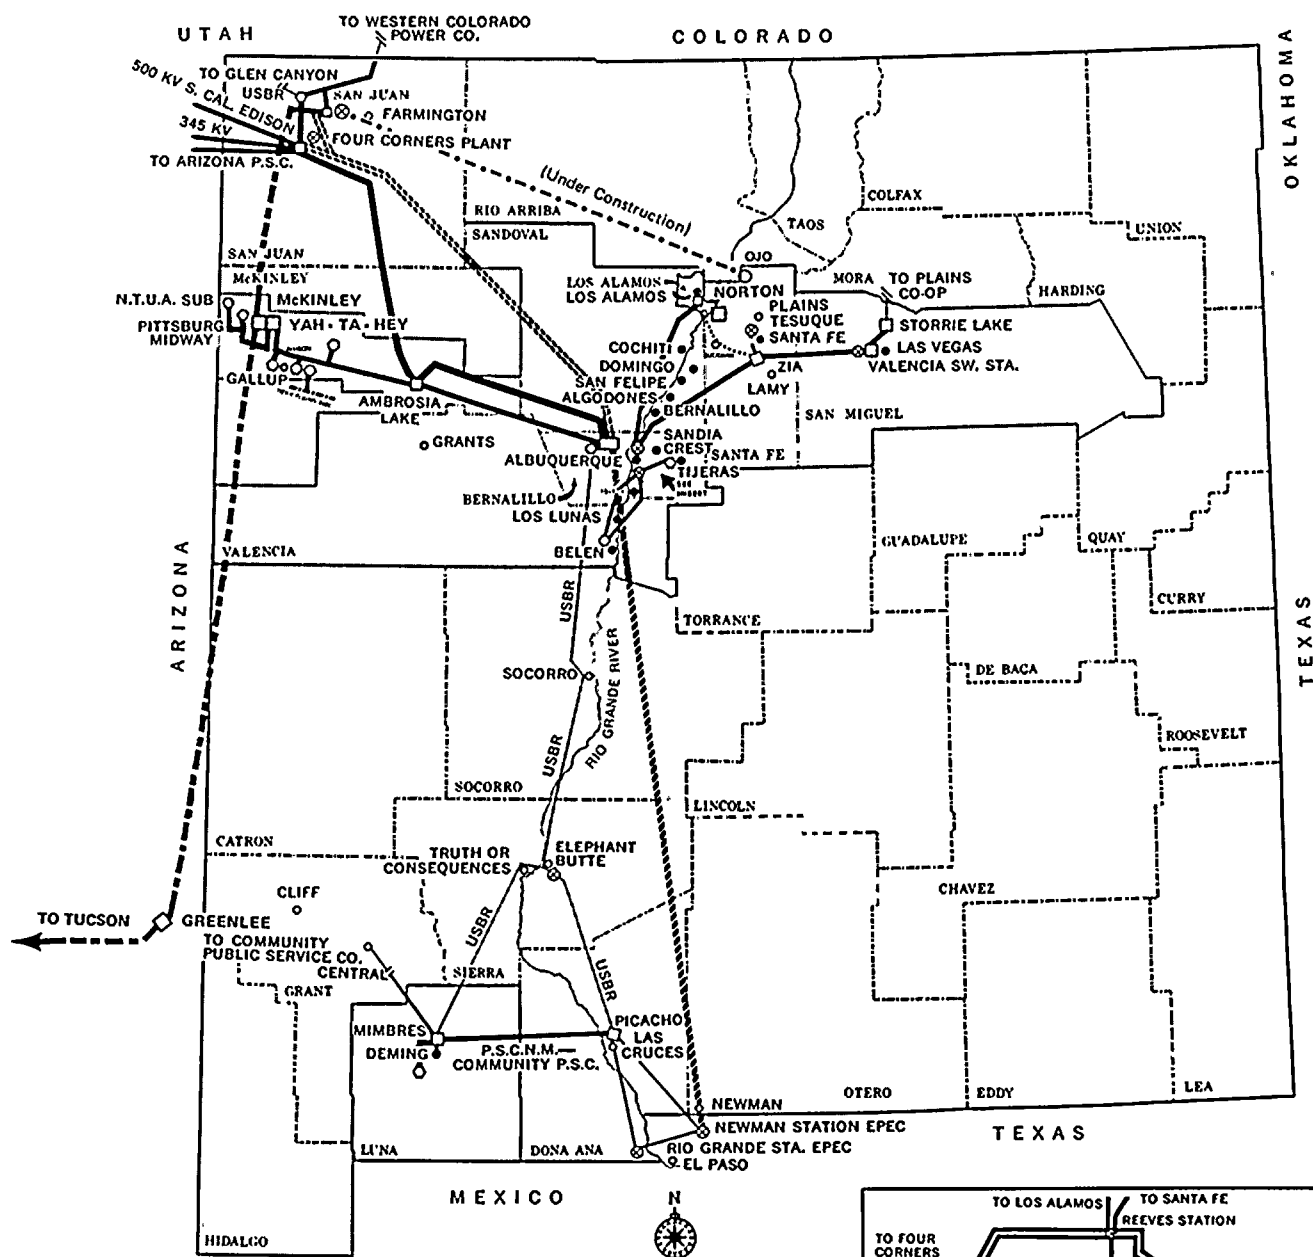 TO WESTERN COLORADO
POWER CO.
UTAH
COLORADO
OKLAHOMA
TO GLEN CANYON
USBR
SAN JUAN
500 KV S. CAL. EDISON
FARMINGTON
345 KV
FOUR CORNERS PLANT
TO ARIZONA P.S.C.
(Under Construction)
COLFAX
RIO ARRIBA
TAOS
SANDOVAL
UNION
SAN JUAN
OJO
McKINLEY
LOS ALAMOS
MORA
TO PLAINS
CO-OP
HARDING
LOS ALAMOS
NORTON
N.T.U.A. SUB
McKINLEY
PLAINS
TESUQUE
PITTSBURG
MIDWAY
YAH·TA·HEY
STORRIE LAKE
SANTA FE
COCHITI
LAS VEGAS
DOMINGO
ZIA
VALENCIA SW. STA.
GALLUP
SAN FELIPE
LAMY
ALGODONES
AMBROSIA
LAKE
BERNALILLO
SAN MIGUEL
GRANTS
SANDIA
CREST
ALBUQUERQUE
SANTA FE
TIJERAS
BERNALILLO
LOS LUNAS
GUADALUPE
QUAY
VALENCIA
BELEN
ARIZONA
USBR
CURRY
TORRANCE
TEXAS
RIO GRANDE RIVER
SOCORRO
DE BACA
ROOSEVELT
USBR
SOCORRO
LINCOLN
CATRON
TRUTH OR
CONSEQUENCES
ELEPHANT
BUTTE
CLIFF
CHAVEZ
TO TUCSON
GREENLEE
USBR
TO COMMUNITY
PUBLIC SERVICE CO.
CENTRAL
SIERRA
USBR
GRANT
MIMBRES
PICACHO
LAS
CRUCES
DEMING
P.S.C.N.M.—
COMMUNITY P.S.C.
OTERO
EDDY
LEA
NEWMAN
NEWMAN STATION EPEC
TEXAS
LUNA
DONA ANA
RIO GRANDE STA. EPEC
EL PASO
MEXICO
N
TO LOS ALAMOS
TO SANTA FE
REEVES STATION
HIDALGO
TO FOUR
CORNERS